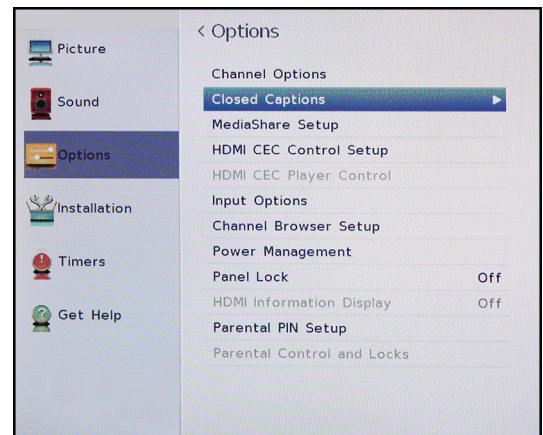 Picture
Sound
Options
Installation
Timers
Get Help
< Options
Channel Options
Closed Captions
MediaShare Setup
HDMI CEC Control Setup
HDMI CEC Player Control
Input Options
Channel Browser Setup
Power Management
Panel Lock Off
HDMI Information Display Off
Parental PIN Setup
Parental Control and Locks